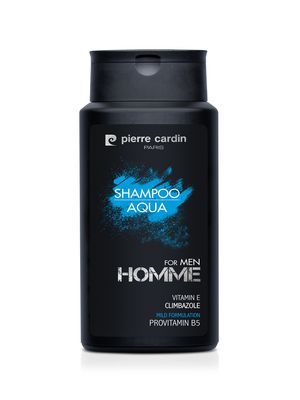 pierre cardin
PARIS
SHAMPOO
AQUA
FOR MEN
HOMME
VITAMIN E
CLIMBAZOLE
MILD FORMULATION
PROVITAMIN B5